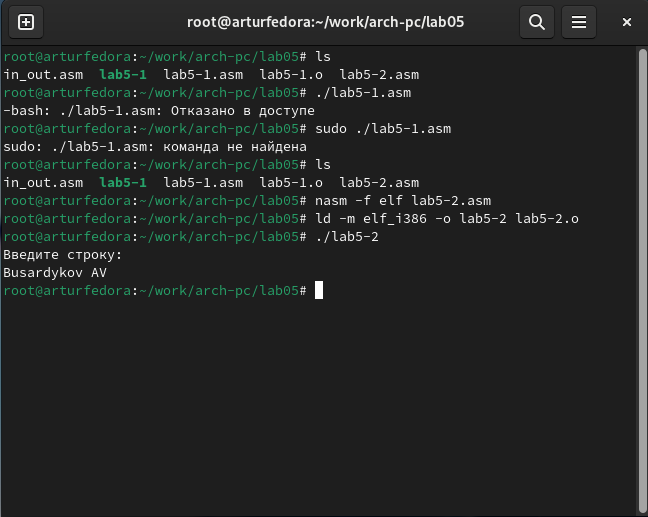 root@arturfedora:~/work/arch-pc/lab05
root@arturfedora:~/work/arch-pc/lab05# ls
in_out.asm  lab5-1  lab5-1.asm  lab5-1.o  lab5-2.asm
root@arturfedora:~/work/arch-pc/lab05# ./lab5-1.asm
-bash: ./lab5-1.asm: Отказано в доступе
root@arturfedora:~/work/arch-pc/lab05# sudo ./lab5-1.asm
sudo: ./lab5-1.asm: команда не найдена
root@arturfedora:~/work/arch-pc/lab05# ls
in_out.asm  lab5-1  lab5-1.asm  lab5-1.o  lab5-2.asm
root@arturfedora:~/work/arch-pc/lab05# nasm -f elf lab5-2.asm
root@arturfedora:~/work/arch-pc/lab05# ld -m elf_i386 -o lab5-2 lab5-2.o
root@arturfedora:~/work/arch-pc/lab05# ./lab5-2
Введите строку:
Busardykov AV
root@arturfedora:~/work/arch-pc/lab05#